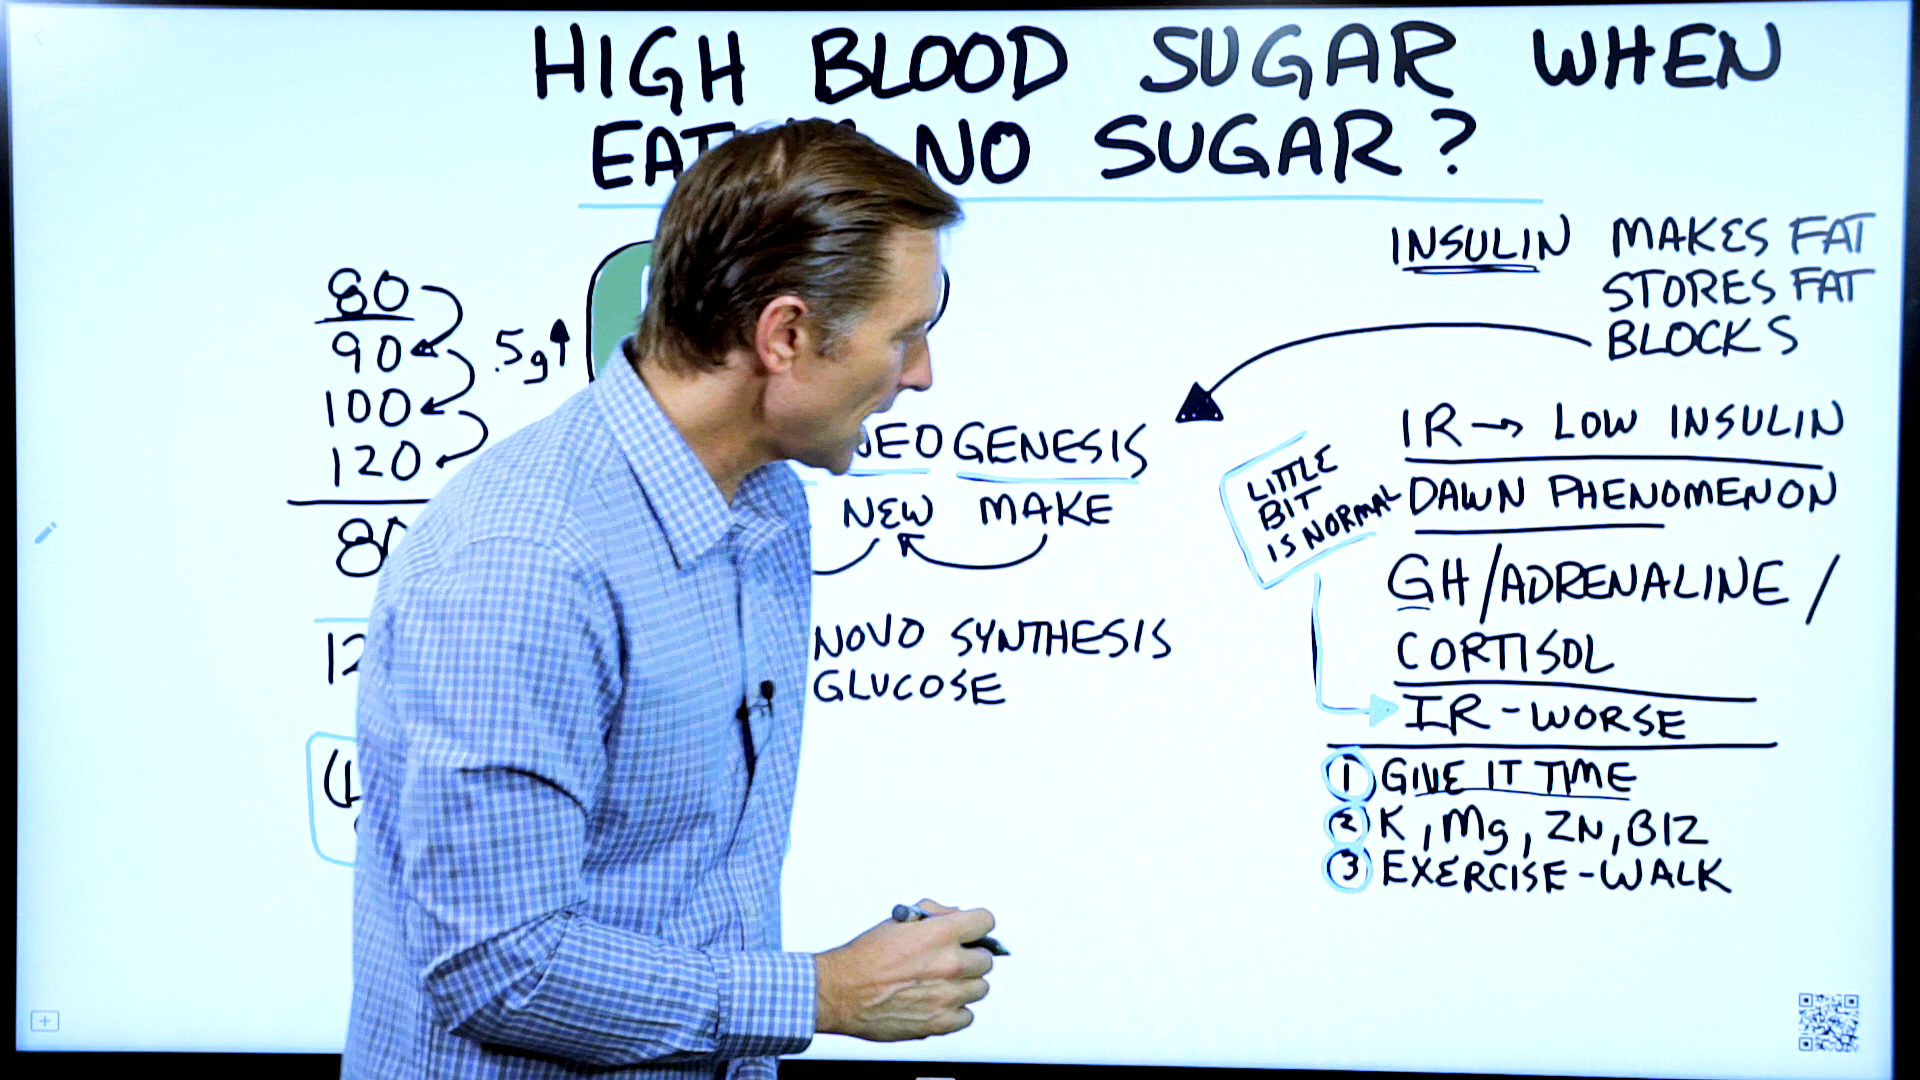 HIGH BLOOD SUGAR WHEN
NO SUGAR?
80
90
100
120
.5g
80
INSULIN MAKES FAT
STORES FAT
BLOCKS
NEOGENESIS
NEW MAKE
NOVO SYNTHESIS
GLUCOSE
IR → LOW INSULIN
DAWN PHENOMENON
LITTLE
BIT
IS NORMAL
GH/ADRENALINE/
CORTISOL
IR - WORSE
1 GIVE IT TIME
2 K, Mg, ZN, B12
3 EXERCISE - WALK